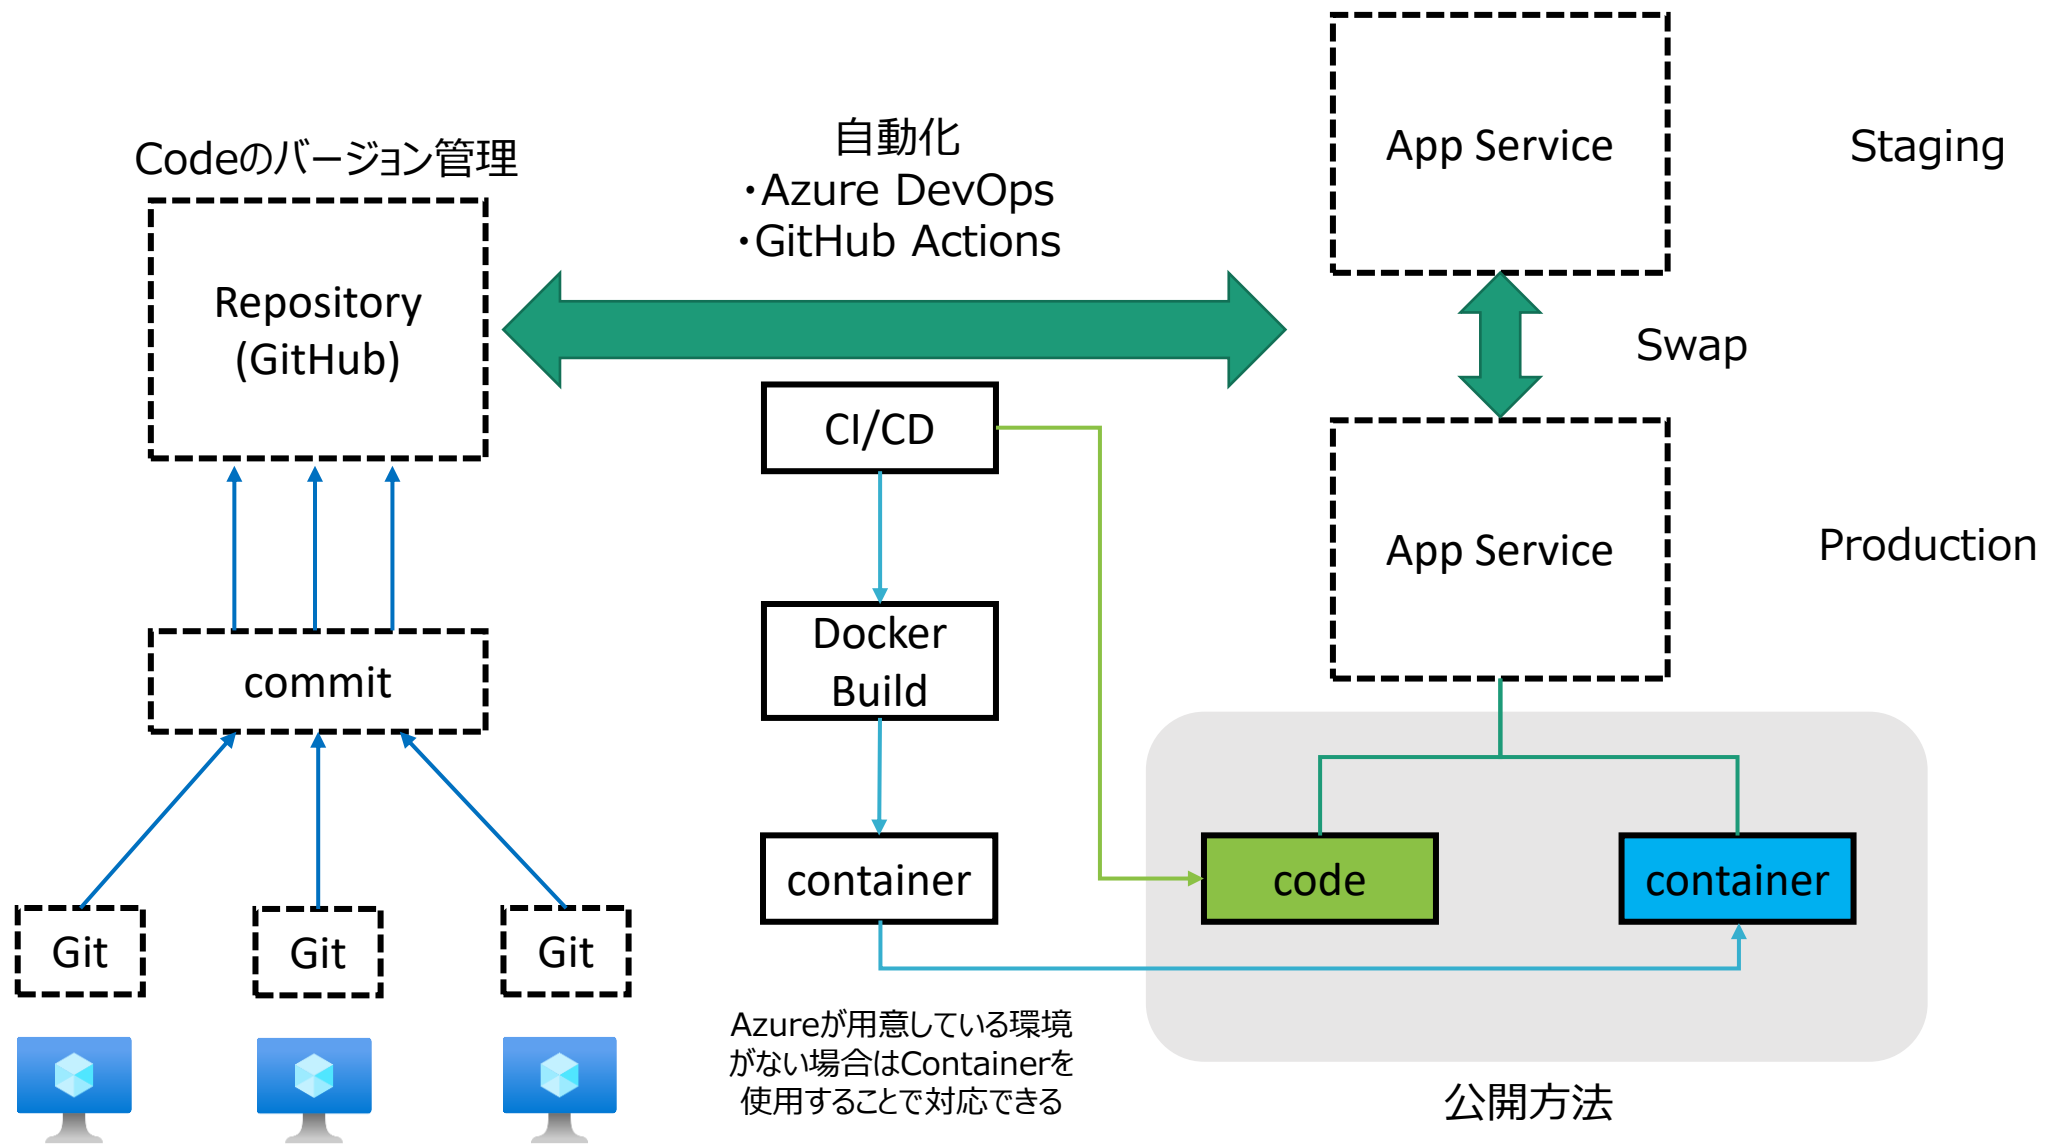 Codeのバージョン管理
Repository
(GitHub)
commit
Git
Git
Git
自動化
・Azure DevOps
・GitHub Actions
CI/CD
Docker
Build
container
Azureが用意している環境
がない場合はContainerを
使用することで対応できる
App Service
Staging
Swap
App Service
Production
code
container
公開方法